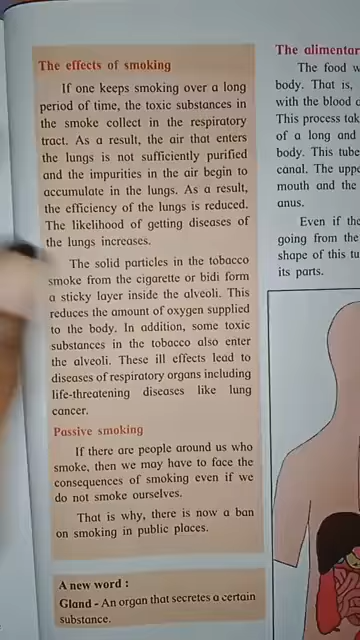 The effects of smoking
If one keeps smoking over a long
period of time, the toxic substances in
the smoke collect in the respiratory
tract. As a result, the air that enters
the lungs is not sufficiently purified
and the impurities in the air begin to
accumulate in the lungs. As a result,
the efficiency of the lungs is reduced.
The likelihood of getting diseases of
the lungs increases.
The solid particles in the tobacco
smoke from the cigarette or bidi form
a sticky layer inside the alveoli. This
reduces the amount of oxygen supplied
to the body. In addition, some toxic
substances in the tobacco also enter
the alveoli. These ill effects lead to
diseases of respiratory organs including
life-threatening diseases like lung
cancer.
Passive smoking
If there are people around us who
smoke, then we may have to face the
consequences of smoking even if we
do not smoke ourselves.
That is why, there is now a ban
on smoking in public places.
A new word :
Gland - An organ that secretes a certain
substance.
The alimentar
The food w
body. That is,
with the blood c
This process tak
of a long and
body. This tube
canal. The uppe
mouth and the
anus.
Even if the
going from the
shape of this tu
its parts.